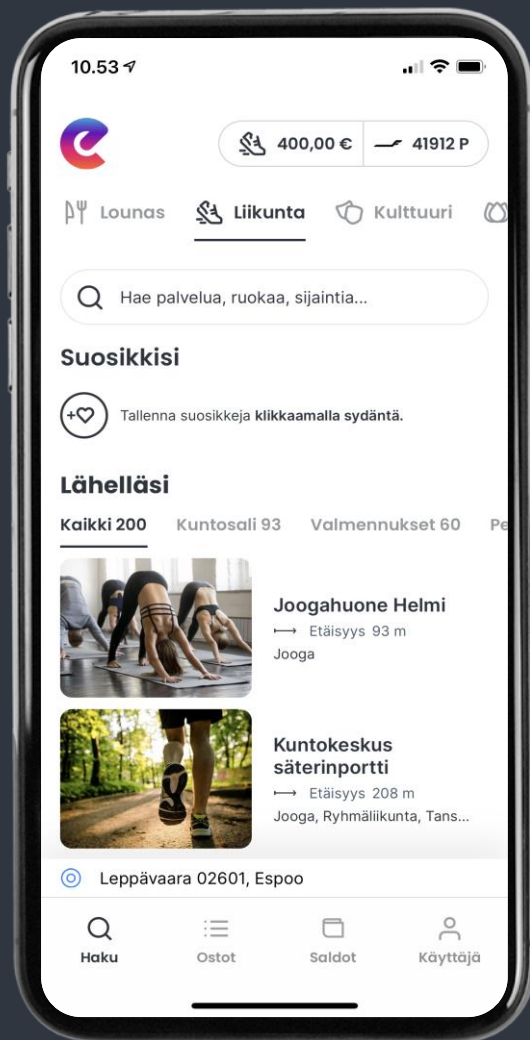 10.53
400,00 €
41912 P
Lounas
Liikunta
Kulttuuri
Hae palvelua, ruokaa, sijaintia...
Suosikkisi
Tallenna suosikkeja klikkaamalla sydäntä.
Lähelläsi
Kaikki 200
Kuntosali 93
Valmennukset 60
Pe
Joogahuone Helmi
Etäisyys 93 m
Jooga
Kuntokeskus
säterinportti
Etäisyys 208 m
Jooga, Ryhmäliikunta, Tans...
Leppävaara 02601, Espoo
Haku
Ostot
Saldot
Käyttäjä